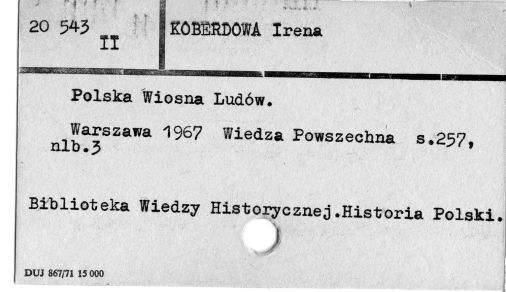 20 543
II
KOBERDOWA Irena
Polska Wiosna Ludów.
Warszawa 1967 Wiedza Powszechna s.257,
nlb.3
Biblioteka Wiedzy Historycznej.Historia Polski.
DUJ 867/71 15 000